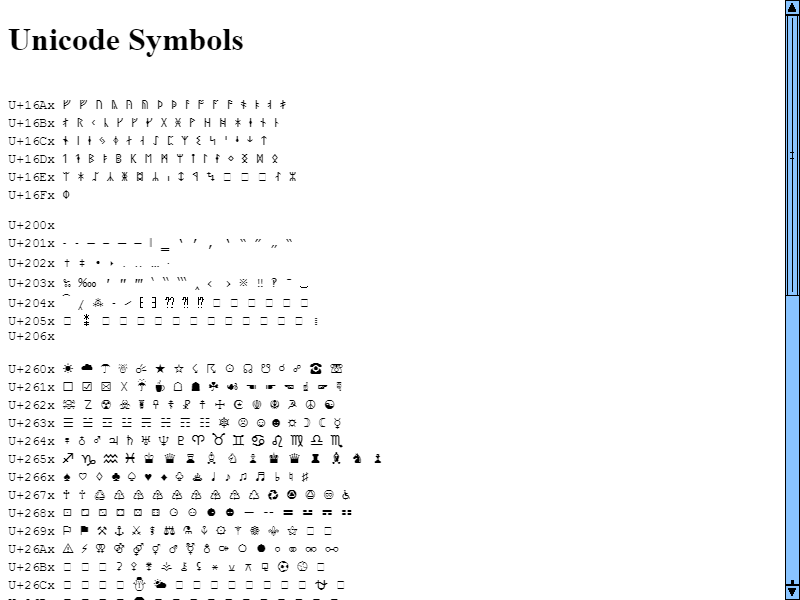 Unicode Symbols
U+16Ax ᚠ ᚡ ᚢ ᚣ ᚤ ᚥ ᚦ ᚧ ᚨ ᚩ ᚪ ᚫ ᚬ ᚭ ᚮ ᚯ
U+16Bx ᚰ ᚱ ᚲ ᚳ ᚴ ᚵ ᚶ ᚷ ᚸ ᚹ ᚺ ᚻ ᚼ ᚽ ᚾ ᚿ
U+16Cx ᛀ ᛁ ᛂ ᛃ ᛄ ᛅ ᛆ ᛇ ᛈ ᛉ ᛊ ᛋ ᛌ ᛍ ᛎ ᛏ
U+16Dx ᛐ ᛑ ᛒ ᛓ ᛔ ᛕ ᛖ ᛗ ᛘ ᛙ ᛚ ᛛ ᛜ ᛝ ᛞ ᛟ
U+16Ex ᛠ ᛡ ᛢ ᛣ ᛤ ᛥ ᛦ ᛧ ᛨ ᛩ ᛪ □ □ □ ᛮ ᛯ
U+16Fx ᛰ
U+200x
U+201x ‐ ‑ ‒ – — ― ‖ ‗ ‘ ’ ‚ ‛ “ ” „ ‟
U+202x † ‡ • ‣ ․ ‥ … ‧
U+203x ‰ ‱ ′ ″ ‴ ‵ ‶ ‷ ‸ ‹ › ※ ‼ ‽ ‾ ‿
U+204x ⁀ ⁁ ⁂ ⁃ ⁄ ⁅ ⁆ ⁇ ⁈ ⁉ □ □ □ □ □ □
U+205x □ ⁑ □ □ □ □ □ □ □ □ □ □ □ □ ⁞
U+206x
U+260x ☀ ☁ ☂ ☃ ☄ ★ ☆ ☇ ☈ ☉ ☊ ☋ ☌ ☍ ☎ ☏
U+261x ☐ ☑ ☒ ☓ ☔ ☕ ☖ ☗ ☘ ☙ ☚ ☛ ☜ ☝ ☞ ☟
U+262x ☠ ☡ ☢ ☣ ☤ ☥ ☦ ☧ ☨ ☩ ☪ ☫ ☬ ☭ ☮ ☯
U+263x ☰ ☱ ☲ ☳ ☴ ☵ ☶ ☷ ☸ ☹ ☺ ☻ ☼ ☽ ☾ ☿
U+264x ♀ ♁ ♂ ♃ ♄ ♅ ♆ ♇ ♈ ♉ ♊ ♋ ♌ ♍ ♎ ♏
U+265x ♐ ♑ ♒ ♓ ♔ ♕ ♖ ♗ ♘ ♙ ♚ ♛ ♜ ♝ ♞ ♟
U+266x ♠ ♡ ♢ ♣ ♤ ♥ ♦ ♧ ♨ ♩ ♪ ♫ ♬ ♭ ♮ ♯
U+267x ♰ ♱ ♲ ♳ ♴ ♵ ♶ ♷ ♸ ♹ ♺ ♻ ♼ ♽ ♾ ♿
U+268x ⚀ ⚁ ⚂ ⚃ ⚄ ⚅ ⚆ ⚇ ⚈ ⚉ ⚊ ⚋ ⚌ ⚍ ⚎ ⚏
U+269x ⚐ ⚑ ⚒ ⚓ ⚔ ⚕ ⚖ ⚗ ⚘ ⚙ ⚚ ⚛ ⚜ ⚝ □ □
U+26Ax ⚠ ⚡ ⚢ ⚣ ⚤ ⚥ ⚦ ⚧ ⚨ ⚩ ⚪ ⚫ ⚬ ⚭ ⚮ ⚯
U+26Bx □ □ □ ⚳ ⚴ ⚵ ⚶ ⚷ ⚸ ⚹ ⚺ ⚻ ⚼ ⚽ ⚾ □
U+26Cx □ □ □ □ ⛄ ⛅ □ □ □ □ □ □ □ □ ⛎ □